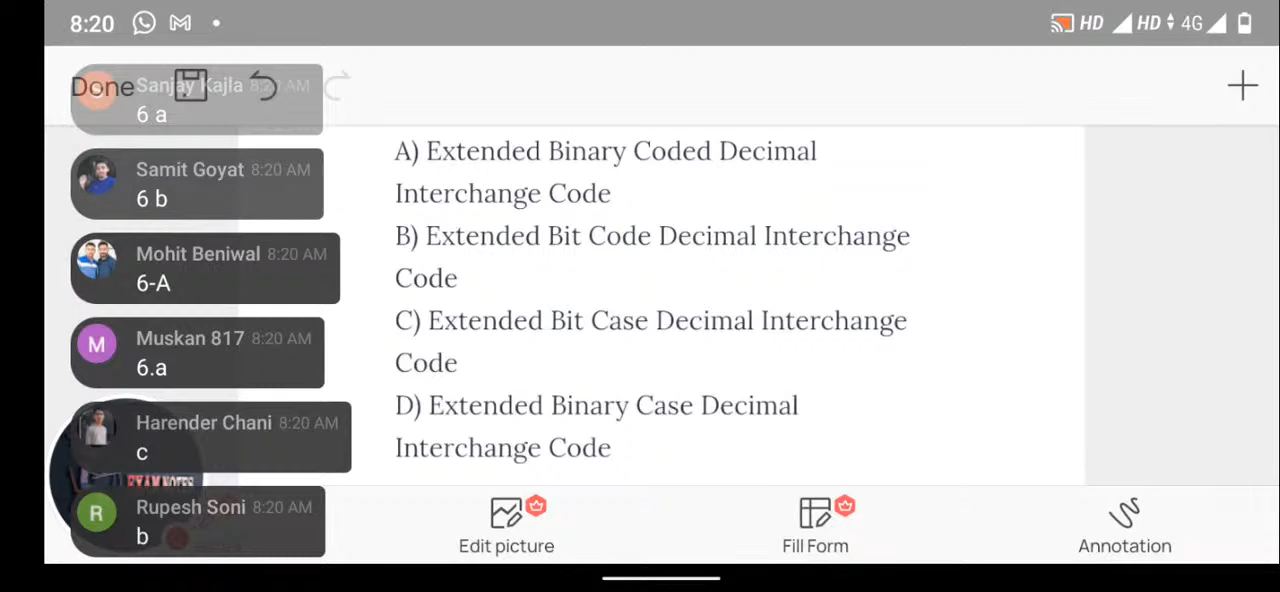 8:20 HD HD 4G
Done
Sanjay Kajla 8:20 AM
6 a
Samit Goyat 8:20 AM
6 b
Mohit Beniwal 8:20 AM
6-A
M Muskan 817 8:20 AM
6.a
Harender Chani 8:20 AM
c
R Rupesh Soni 8:20 AM
b
A) Extended Binary Coded Decimal
Interchange Code
B) Extended Bit Code Decimal Interchange
Code
C) Extended Bit Case Decimal Interchange
Code
D) Extended Binary Case Decimal
Interchange Code
Edit picture Fill Form Annotation